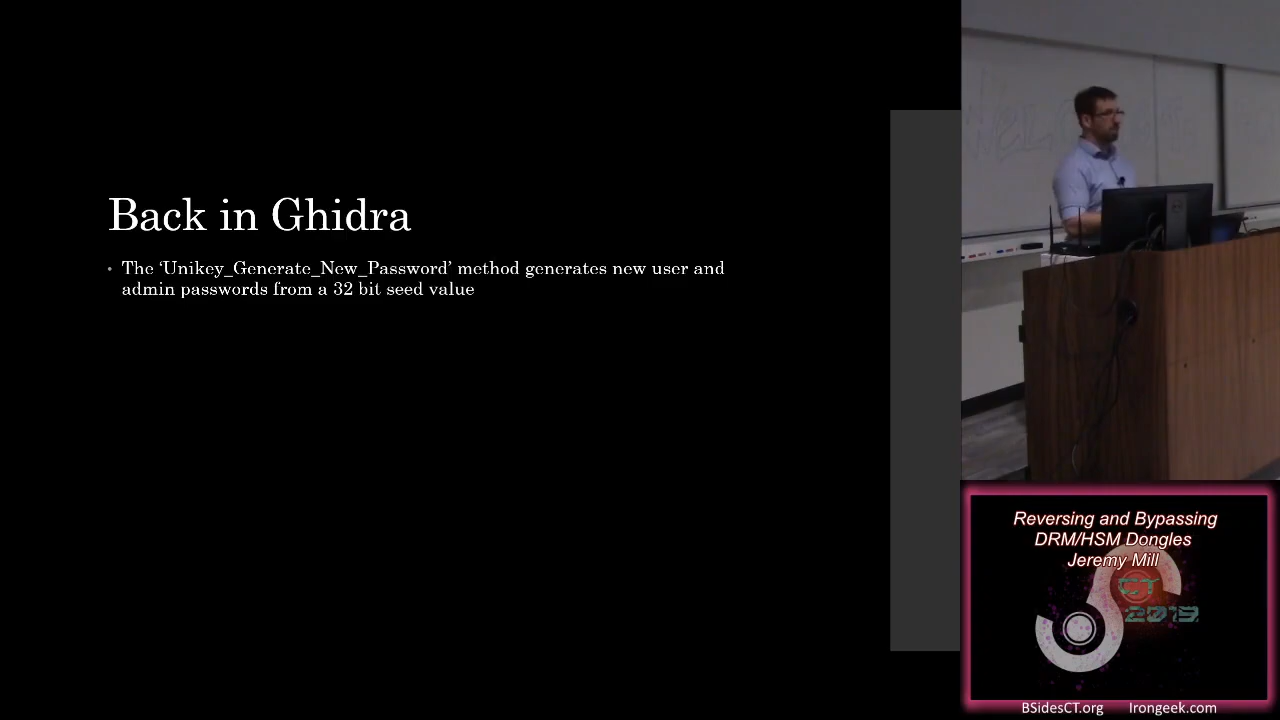 Back in Ghidra
• The ‘Unikey_Generate_New_Password’ method generates new user and
admin passwords from a 32 bit seed value
Reversing and Bypassing
DRM/HSM Dongles
Jeremy Mill
CT
2019
BSidesCT.org Irongeek.com